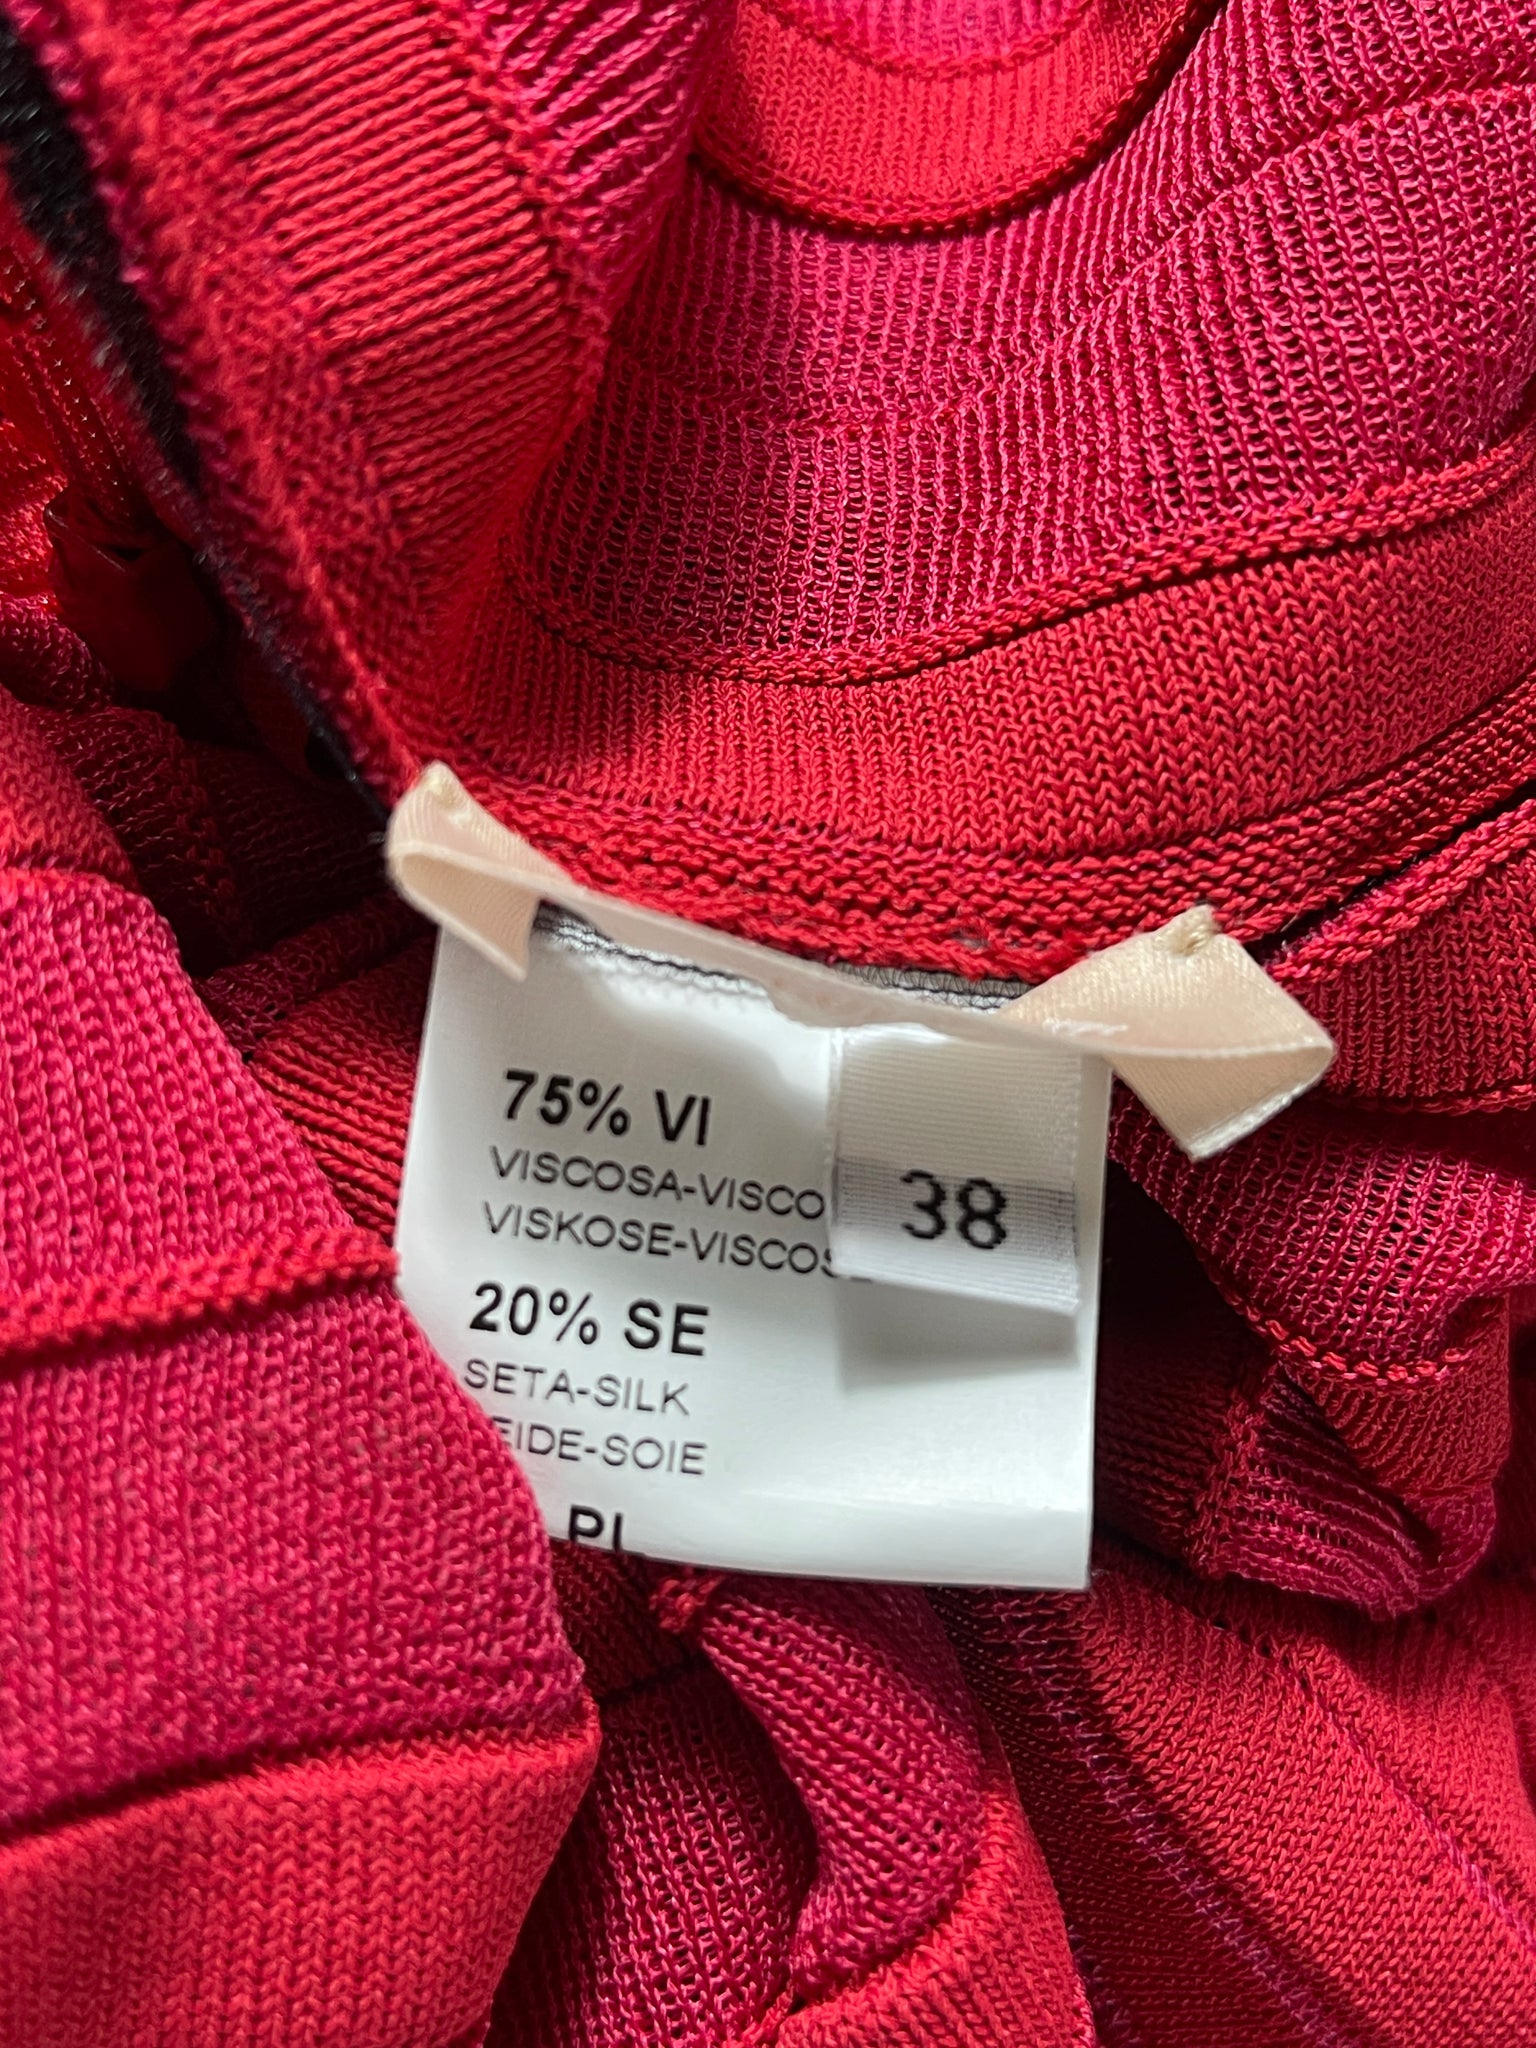 75% VI
VISCOSA-VISCO
VISKOSE-VISCOS
38
20% SE
SETA-SILK
EIDE-SOIE